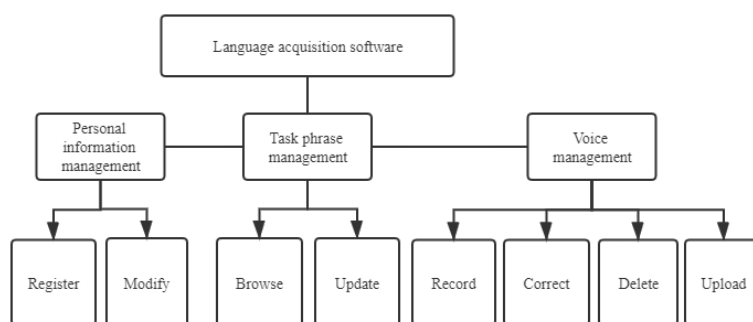 Language acquisition software
Personal
information
management
Task phrase
management
Voice
management
Register
Modify
Browse
Update
Record
Correct
Delete
Upload